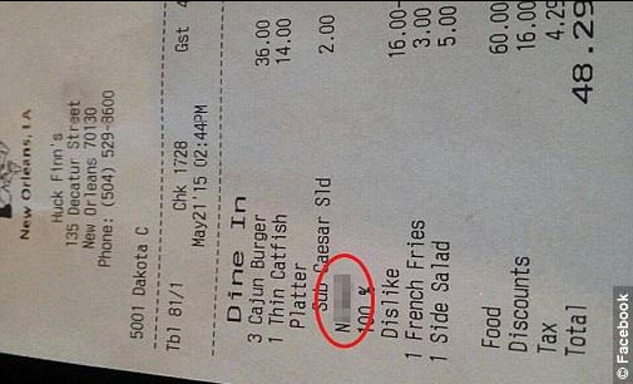 New Orleans, LA
Huck Finn's
135 Decatur Street
New Orleans 70130
Phone: (504) 529-8600
5001 Dakota C
Tbl 81/1 Chk 1728 Gst
May21'15 02:44PM
Dine In
3 Cajun Burger 36.00
1 Thin Catfish 14.00
Platter
Sub Caesar Sld 2.00
N
100 %
Dislike 16.00-
1 French Fries 3.00
1 Side Salad 5.00
Food 60.00
Discounts 16.00
Tax 4.29
Total 48.29
© Facebook